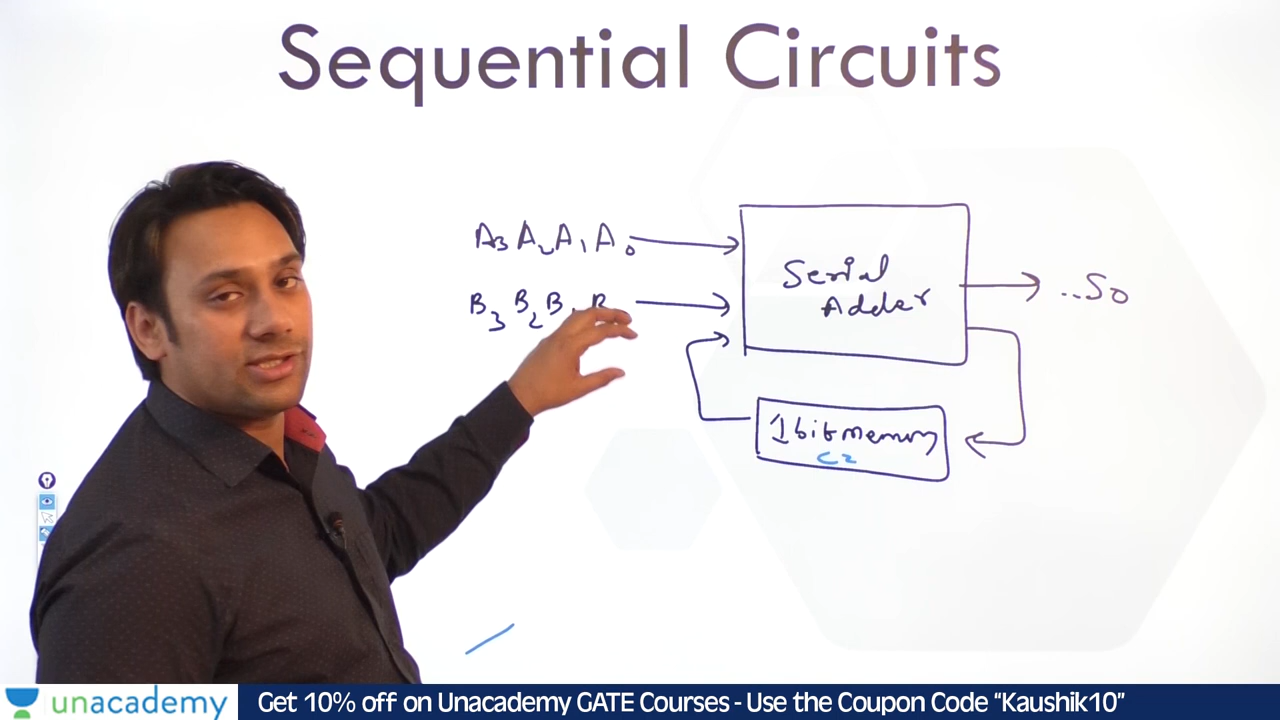 Sequential Circuits
A3 A2 A1 A0
B3 B2 B
Serial
Adder
..S0
1 bit memory
C2
unacademy
Get 10% off on Unacademy GATE Courses - Use the Coupon Code “Kaushik10”